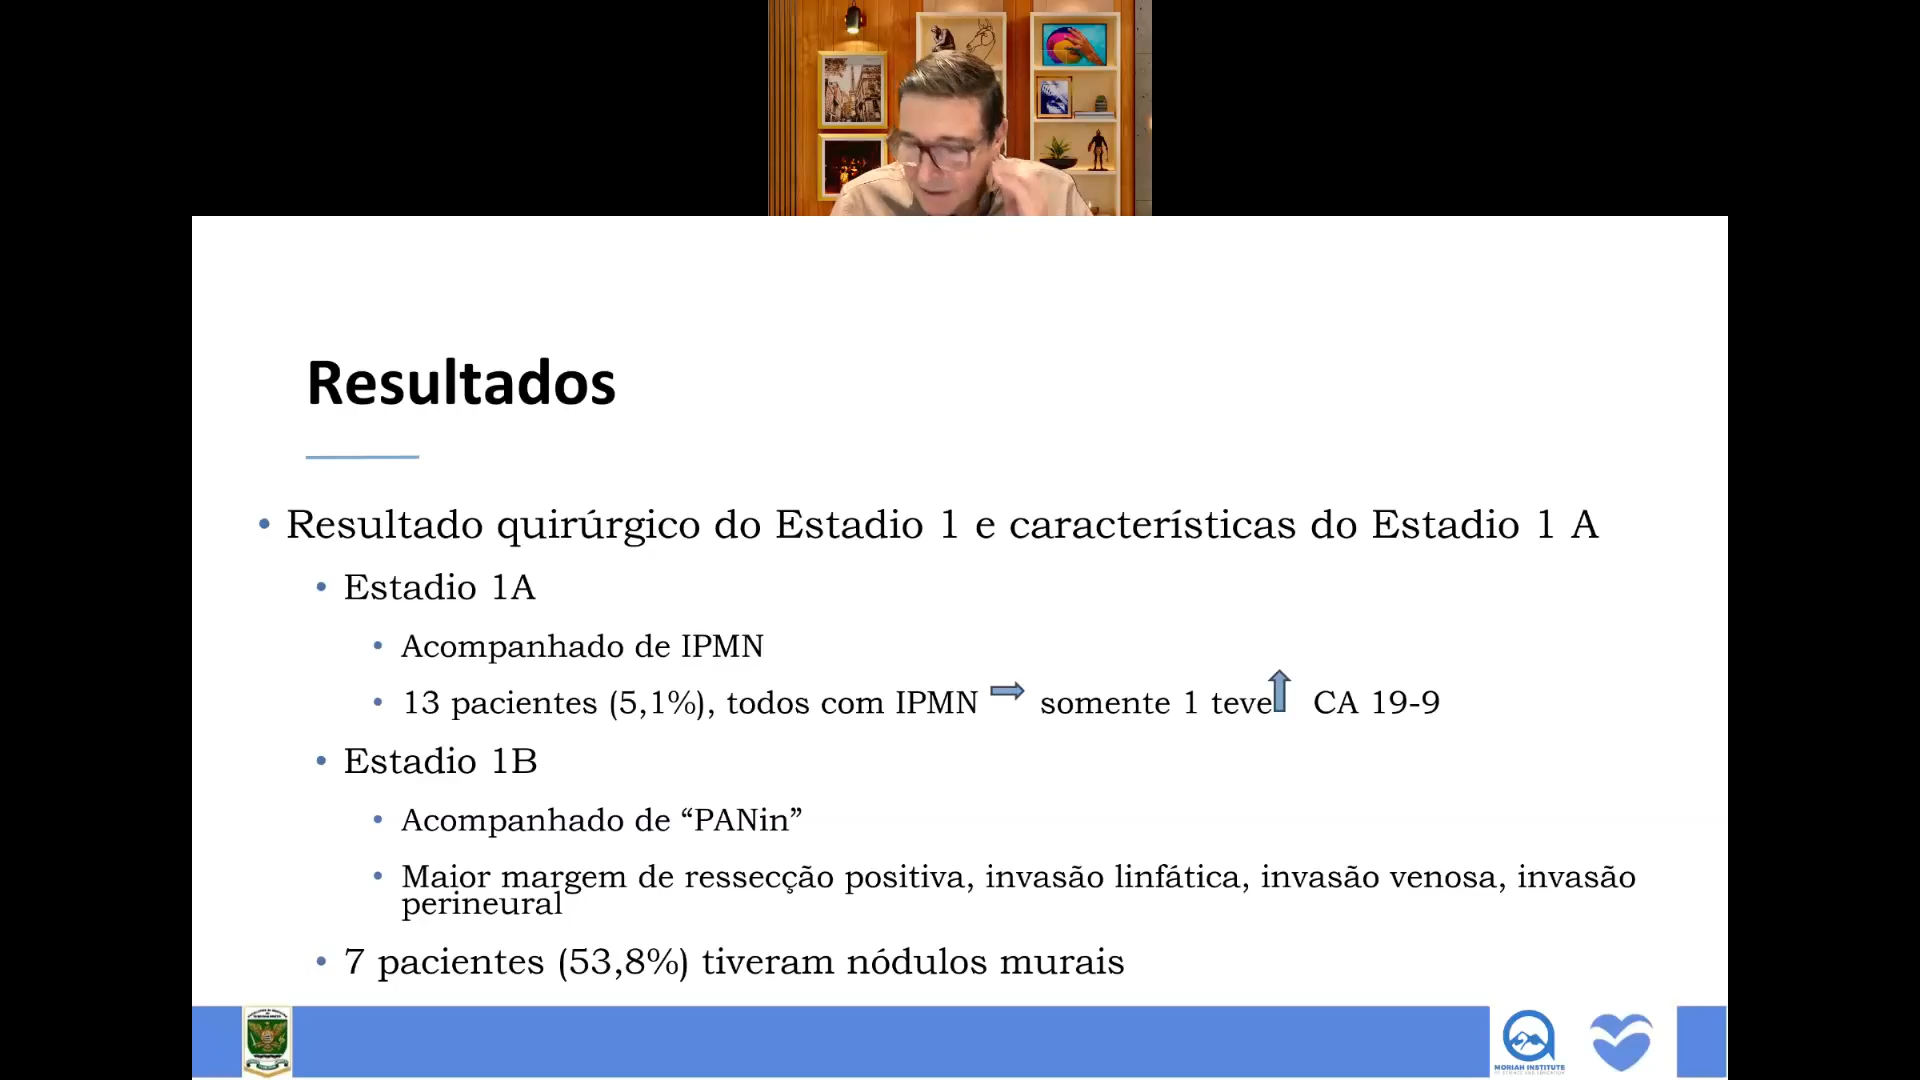 Resultados
• Resultado quirúrgico do Estadio 1 e características do Estadio 1 A
• Estadio 1A
• Acompanhado de IPMN
• 13 pacientes (5,1%), todos com IPMN somente 1 teve CA 19-9
• Estadio 1B
• Acompanhado de “PANin”
• Maior margem de ressecção positiva, invasão linfática, invasão venosa, invasão
perineural
• 7 pacientes (53,8%) tiveram nódulos murais
MORIAH INSTITUTE